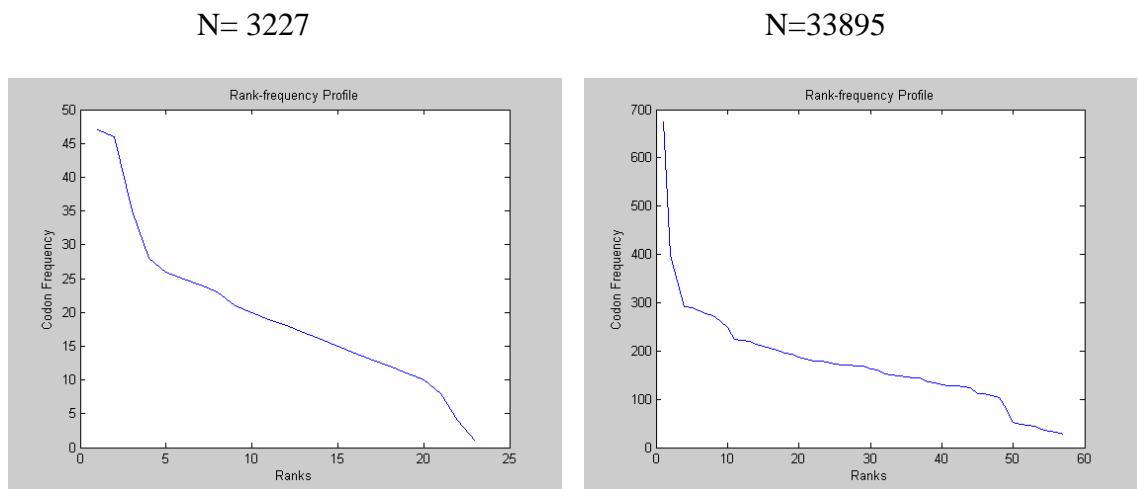 N= 3227
N=33895
Rank-frequency Profile
50
45
40
35
30
25
20
15
10
5
0
Codon Frequency
0 5 10 15 20 25
Ranks
Rank-frequency Profile
700
600
500
400
300
200
100
0
Codon Frequency
0 10 20 30 40 50 60
Ranks